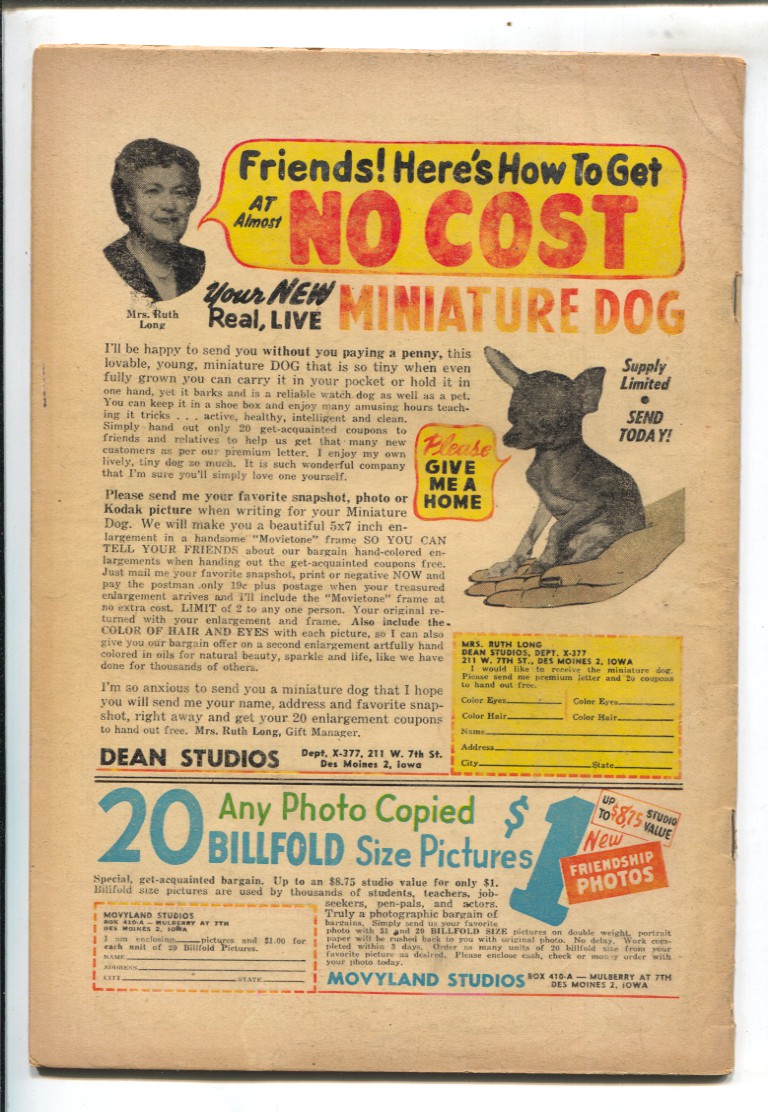 Friends! Here's How To Get
AT Almost
NO COST
Mrs. Ruth
Long
Your NEW
Real, LIVE
MINIATURE DOG
I'll be happy to send you without you paying a penny, this
lovable, young, miniature DOG that is so tiny when even
fully grown you can carry it in your pocket or hold it in
one hand, yet it barks and is a reliable watch dog as well as a pet.
You can keep it in a shoe box and enjoy many amusing hours teach-
ing it tricks . . . active, healthy, intelligent and clean.
Simply hand out only 20 get-acquainted coupons to
friends and relatives to help us get that many new
customers as per our premium letter. I enjoy my own
lively, tiny dog so much. It is such wonderful company
that I'm sure you'll simply love one yourself.
Supply
Limited
•
SEND
TODAY!
Please
GIVE
ME A
HOME
Please send me your favorite snapshot, photo or
Kodak picture when writing for your Miniature
Dog. We will make you a beautiful 5x7 inch en-
largement in a handsome "Movietone" frame SO YOU CAN
TELL YOUR FRIENDS about our bargain hand-colored en-
largements when handing out the get-acquainted coupons free.
Just mail me your favorite snapshot, print or negative NOW and
pay the postman only 19c plus postage when your treasured
enlargement arrives and I'll include the "Movietone" frame at
no extra cost. LIMIT of 2 to any one person. Your original re-
turned with your enlargement and frame. Also include the
COLOR OF HAIR AND EYES with each picture, so I can also
give you our bargain offer on a second enlargement artfully hand
colored in oils for natural beauty, sparkle and life, like we have
done for thousands of others.
I'm so anxious to send you a miniature dog that I hope
you will send me your name, address and favorite snap-
shot, right away and get your 20 enlargement coupons
to hand out free. Mrs. Ruth Long, Gift Manager.
DEAN STUDIOS
Dept. X-377, 211 W. 7th St.
Des Moines 2, Iowa
MRS. RUTH LONG
DEAN STUDIOS, DEPT. X-377
211 W. 7TH ST., DES MOINES 2, IOWA
I would like to receive the miniature dog.
Please send me premium letter and 20 coupons
to hand out free.
Color Eyes Color Eyes
Color Hair Color Hair
Name
Address
City State
20
Any Photo Copied
BILLFOLD Size Pictures
$1
UP TO $8.75 STUDIO VALUE
New
FRIENDSHIP
PHOTOS
Special, get-acquainted bargain. Up to an $8.75 studio value for only $1.
Billfold size pictures are used by thousands of students, teachers, job-
seekers, pen-pals, and actors.
Truly a photographic bargain of
bargains. Simply send us your favorite
photo with $1 and 20 BILLFOLD SIZE pictures on double weight, portrait
paper will be rushed back to you with original photo. No delay. Work com-
pleted within 3 days. Order as many units of 20 billfold size from your
favorite picture as desired. Please enclose cash, check or money order with
your photo today.
MOVYLAND STUDIOS
BOX 410-A — MULBERRY AT 7TH
DES MOINES 2, IOWA
I am enclosing pictures and $1.00 for
each unit of 20 Billfold Pictures.
NAME
ADDRESS
CITY STATE
MOVYLAND STUDIOS
BOX 410-A — MULBERRY AT 7TH
DES MOINES 2, IOWA